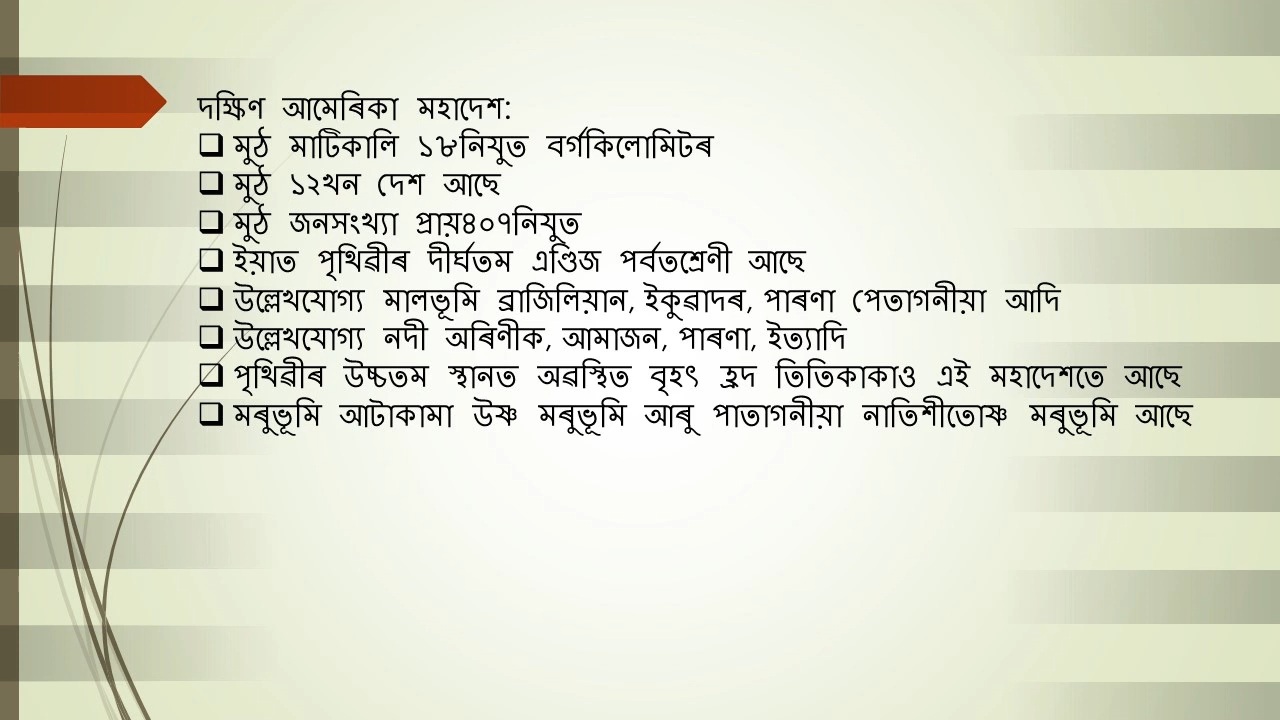 দক্ষিণ আমেৰিকা মহাদেশ:
❑ মুঠ মাটিকালি ১৮নিযুত বৰ্গকিলোমিটৰ
❑ মুঠ ১২খন দেশ আছে
❑ মুঠ জনসংখ্যা প্ৰায়৪০৭নিযুত
❑ ইয়াত পৃথিৱীৰ দীৰ্ঘতম এণ্ডিজ পৰ্বতশ্ৰেণী আছে
❑ উল্লেখযোগ্য মালভূমি ব্ৰাজিলিয়ান, ইকুৱাদৰ, পাৰণা পেতাগনীয়া আদি
❑ উল্লেখযোগ্য নদী অৰিণীক, আমাজন, পাৰণা, ইত্যাদি
❑ পৃথিৱীৰ উচ্চতম স্থানত অৱস্থিত বৃহৎ হ্ৰদ তিতিকাকাও এই মহাদেশতে আছে
❑ মৰুভূমি আটাকামা উষ্ণ মৰুভূমি আৰু পাতাগনীয়া নাতিশীতোষ্ণ মৰুভূমি আছে